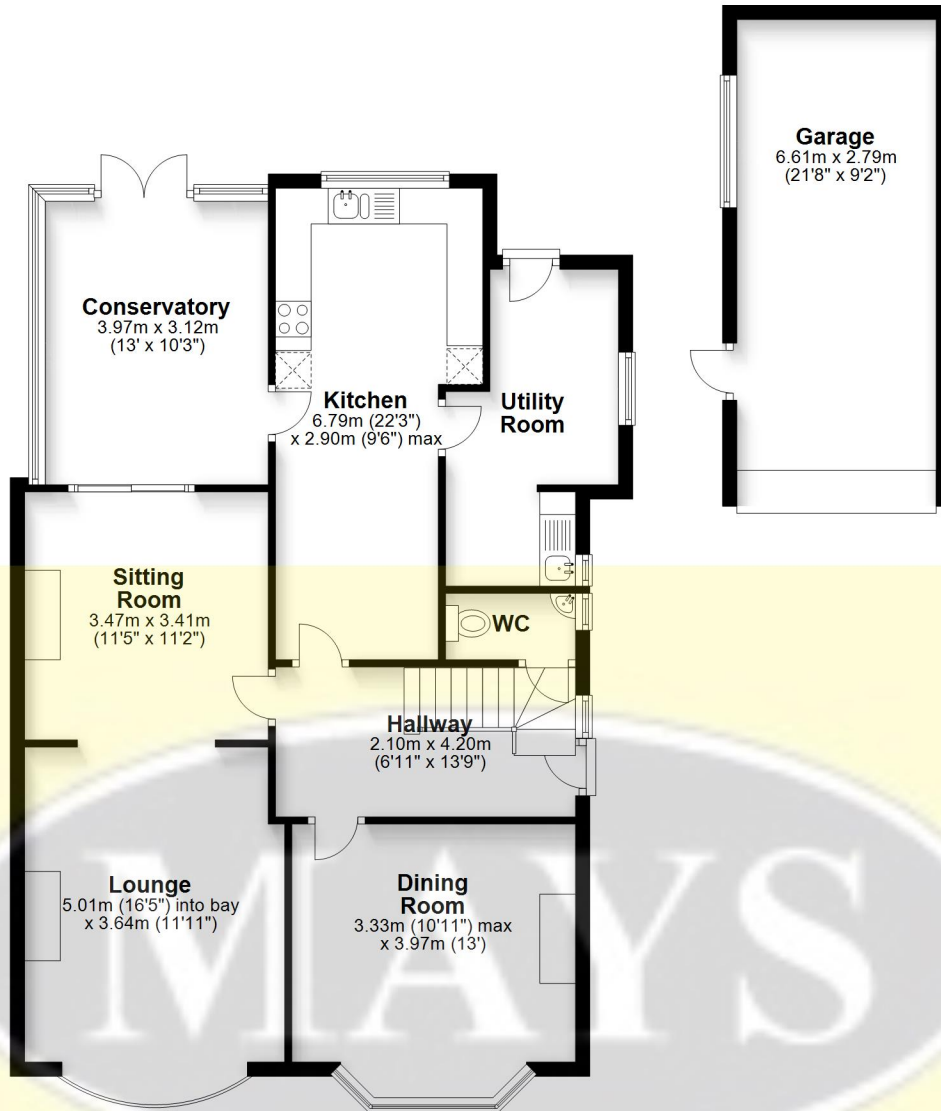 Garage
6.61m x 2.79m
(21'8" x 9'2")
Conservatory
3.97m x 3.12m
(13' x 10'3")
Kitchen
6.79m (22'3")
x 2.90m (9'6") max
Utility
Room
Sitting
Room
3.47m x 3.41m
(11'5" x 11'2")
WC
Hallway
2.10m x 4.20m
(6'11" x 13'9")
Lounge
5.01m (16'5") into bay
x 3.64m (11'11")
Dining
Room
3.33m (10'11") max
x 3.97m (13')
MAYS